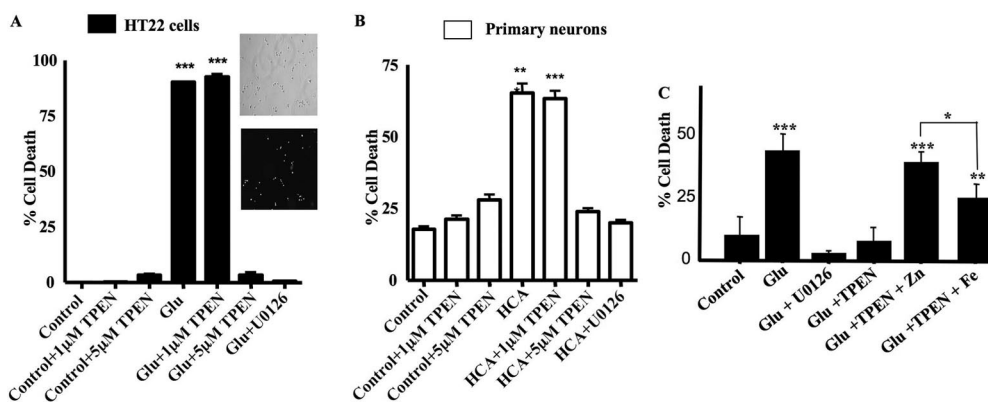 A
HT22 cells
% Cell Death
100
75
50
25
0
***
***
Control
Control+1µM TPEN
Control+5µM TPEN
Glu
Glu+1µM TPEN
Glu+5µM TPEN
Glu+U0126
B
Primary neurons
% Cell Death
75
50
25
0
**
***
Control
Control+1µM TPEN
Control+5µM TPEN
HCA
HCA+1µM TPEN
HCA+5µM TPEN
HCA+U0126
C
% Cell Death
50
25
0
***
***
*
**
Control
Glu
Glu + U0126
Glu +TPEN
Glu +TPEN + Zn
Glu +TPEN + Fe